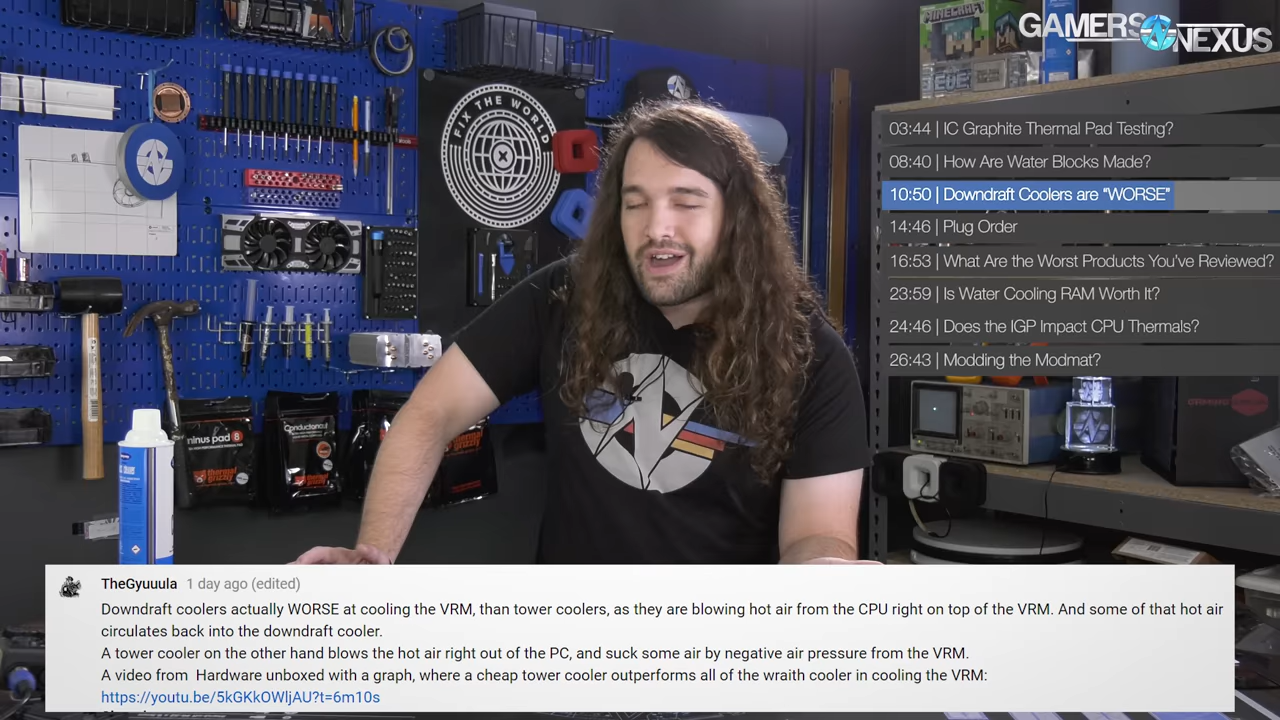 GAMERS NEXUS
MINECRAFT
FIX THE WORLD
03:44 | IC Graphite Thermal Pad Testing?
08:40 | How Are Water Blocks Made?
10:50 | Downdraft Coolers are "WORSE"
14:46 | Plug Order
16:53 | What Are the Worst Products You've Reviewed?
23:59 | Is Water Cooling RAM Worth It?
24:46 | Does the IGP Impact CPU Thermals?
26:43 | Modding the Modmat?
minus pad 8
Conductonaut
TheGyuuula 1 day ago (edited)
Downdraft coolers actually WORSE at cooling the VRM, than tower coolers, as they are blowing hot air from the CPU right on top of the VRM. And some of that hot air
circulates back into the downdraft cooler.
A tower cooler on the other hand blows the hot air right out of the PC, and suck some air by negative air pressure from the VRM.
A video from Hardware unboxed with a graph, where a cheap tower cooler outperforms all of the wraith cooler in cooling the VRM:
https://youtu.be/5kGKkOWljAU?t=6m10s